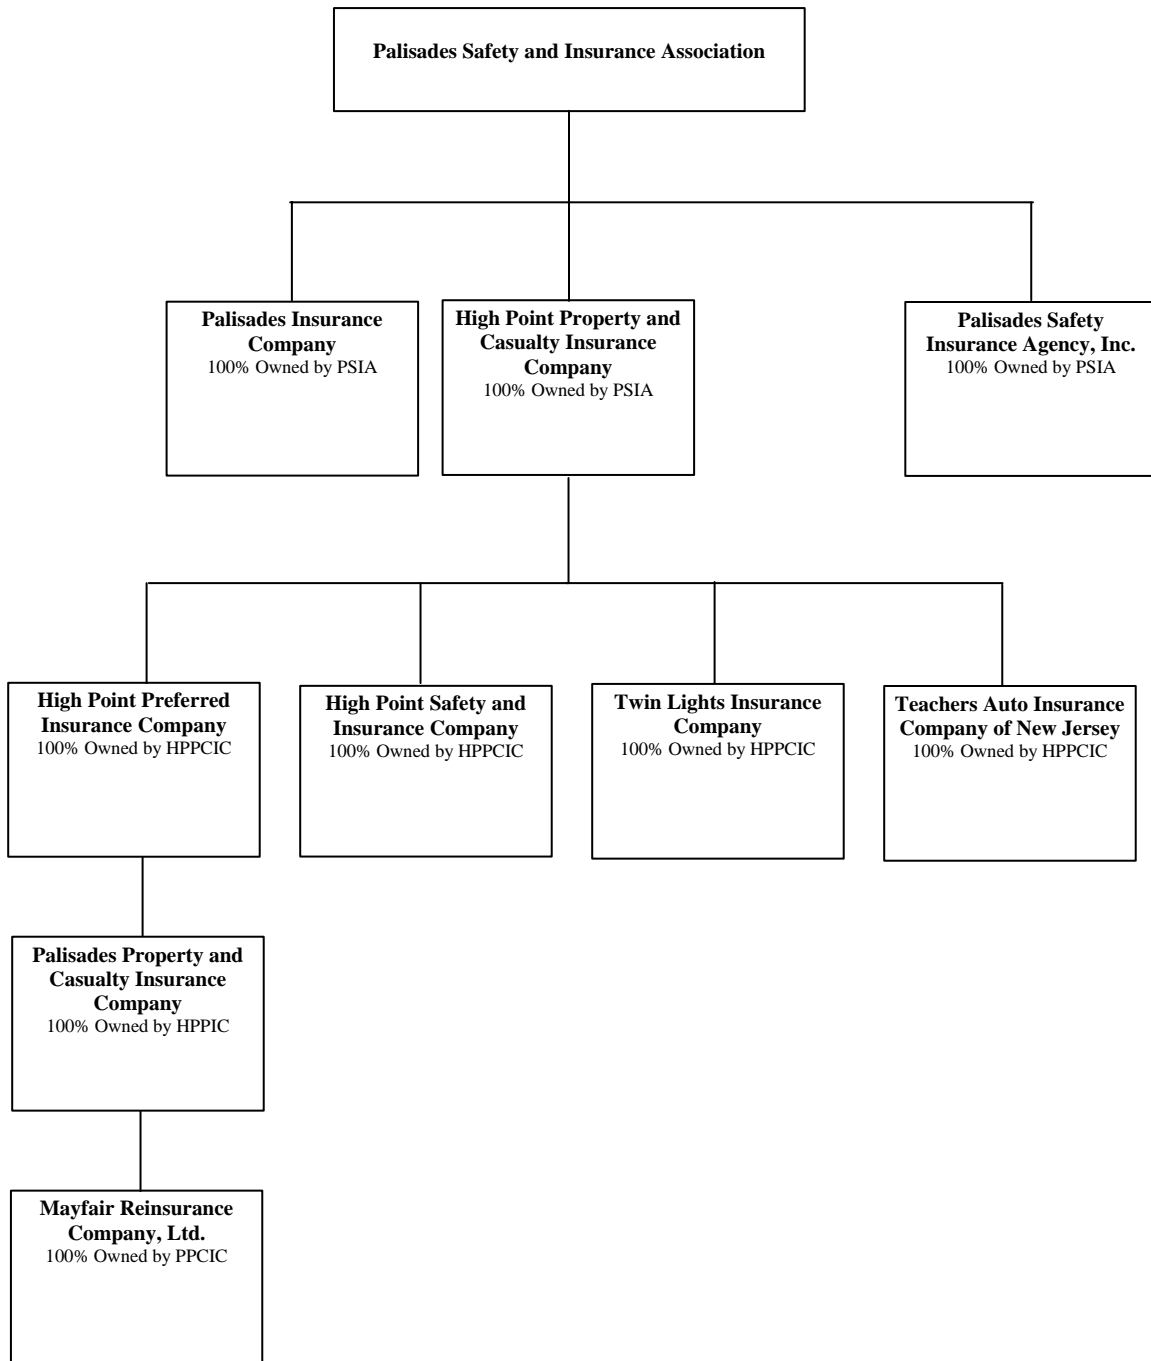 Palisades Safety and Insurance Association
Palisades Insurance
Company
100% Owned by PSIA
High Point Property and
Casualty Insurance
Company
100% Owned by PSIA
Palisades Safety
Insurance Agency, Inc.
100% Owned by PSIA
High Point Preferred
Insurance Company
100% Owned by HPPCIC
High Point Safety and
Insurance Company
100% Owned by HPPCIC
Twin Lights Insurance
Company
100% Owned by HPPCIC
Teachers Auto Insurance
Company of New Jersey
100% Owned by HPPCIC
Palisades Property and
Casualty Insurance
Company
100% Owned by HPPIC
Mayfair Reinsurance
Company, Ltd.
100% Owned by PPCIC